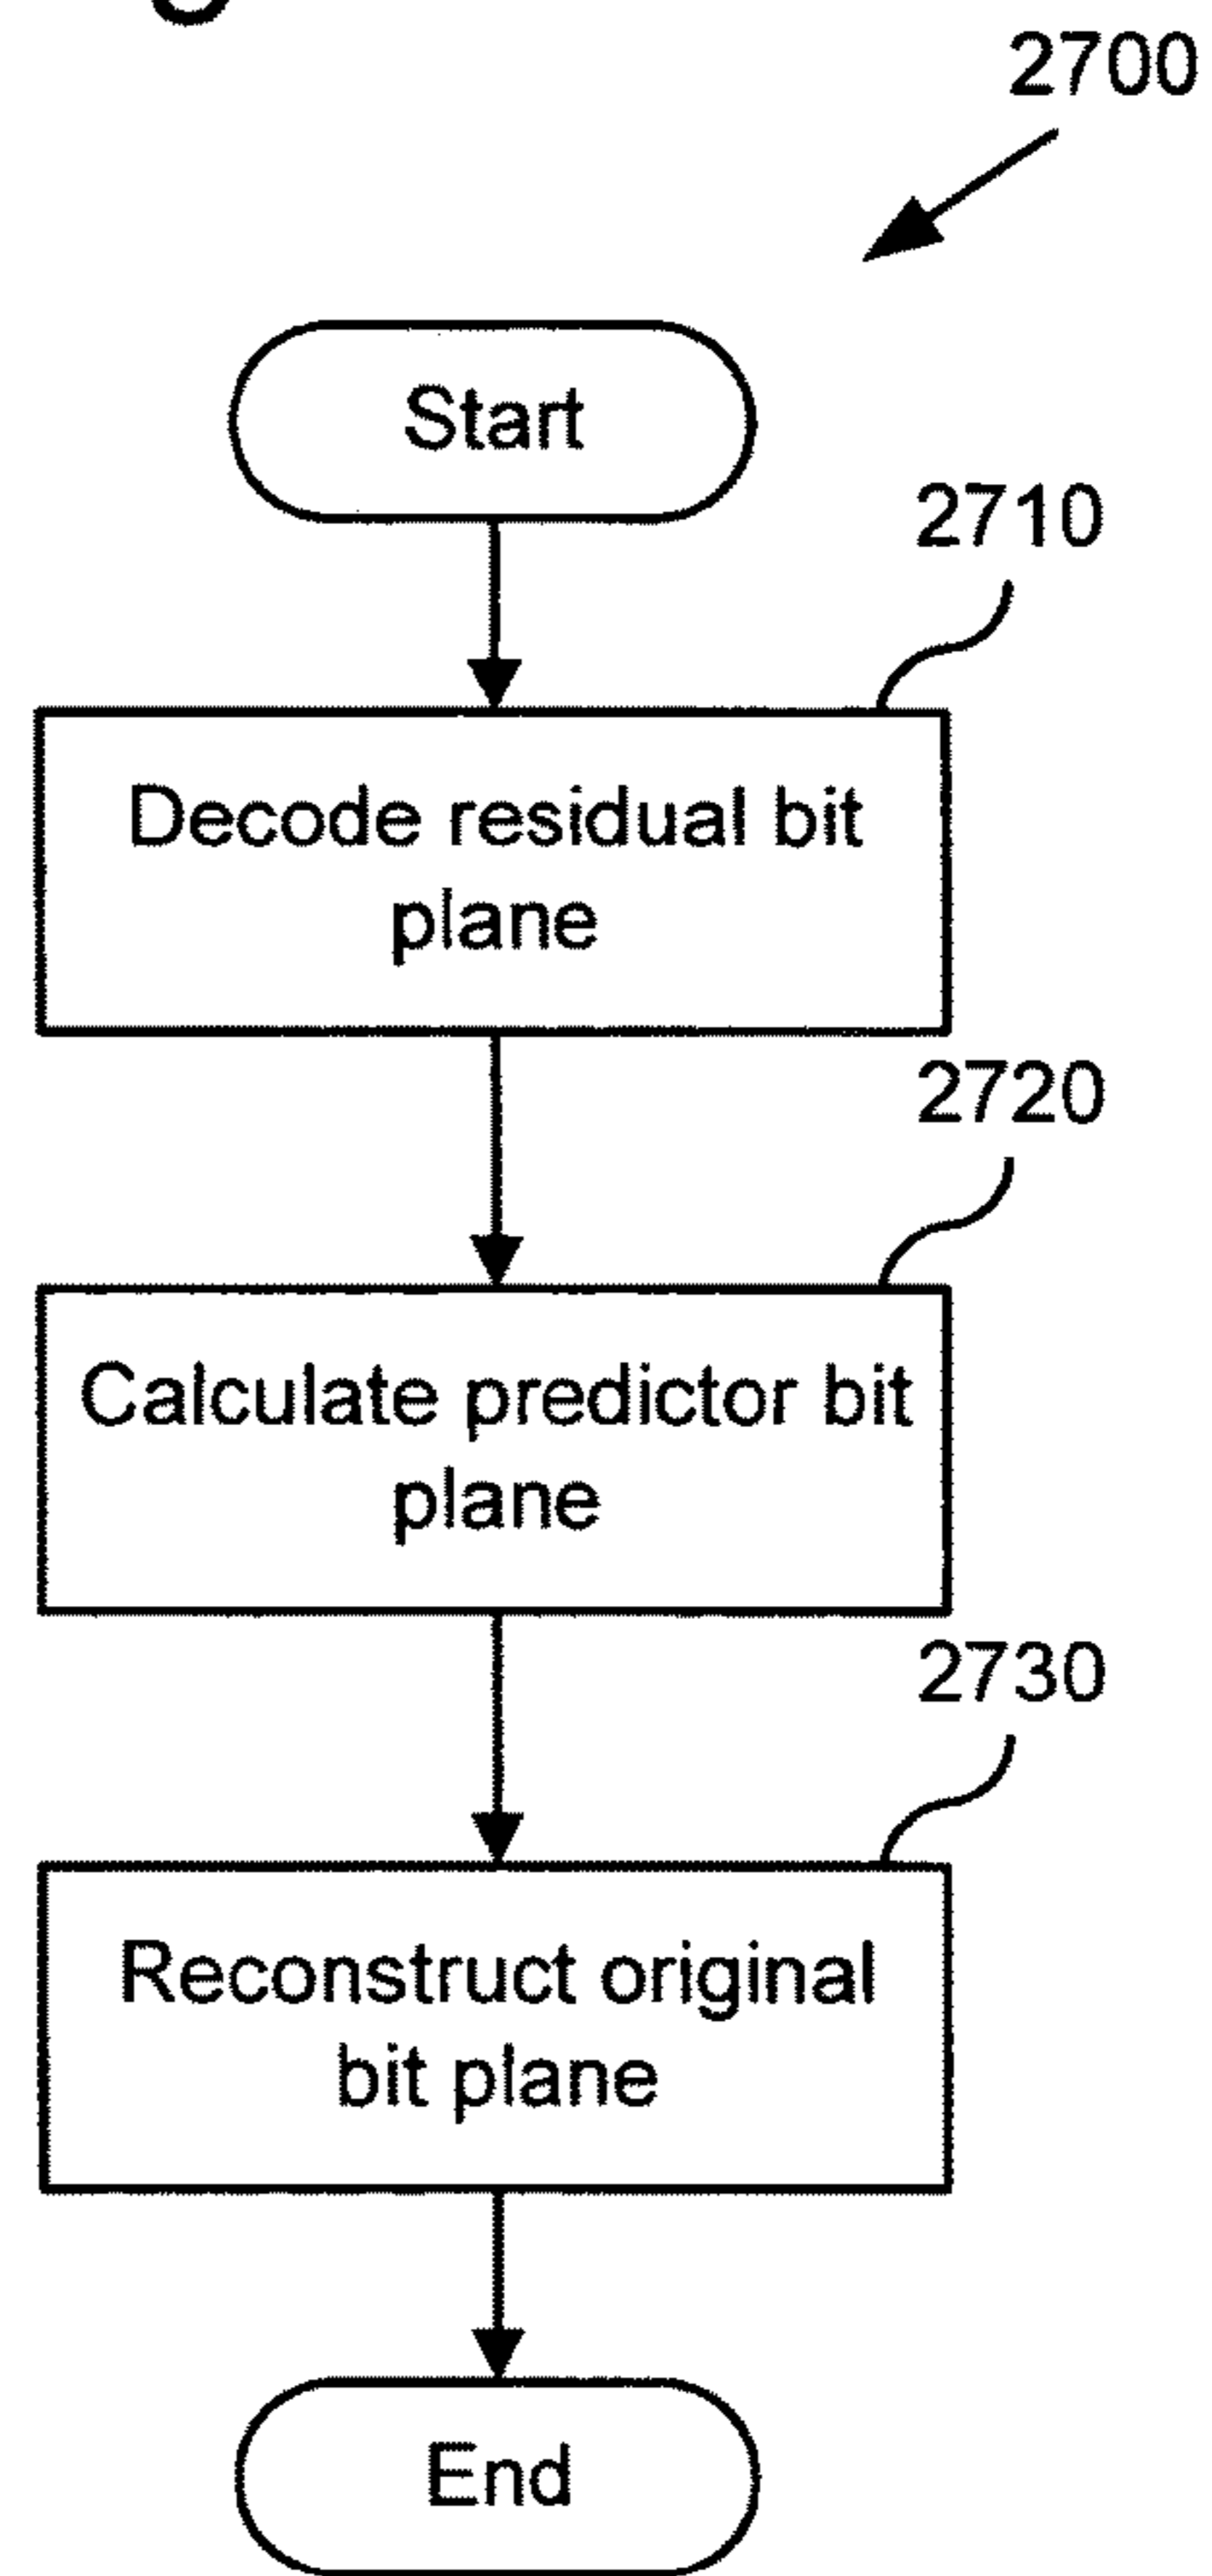 2700
Start
2710
Decode residual bit
plane
2720
Calculate predictor bit
plane
2730
Reconstruct original
bit plane
End